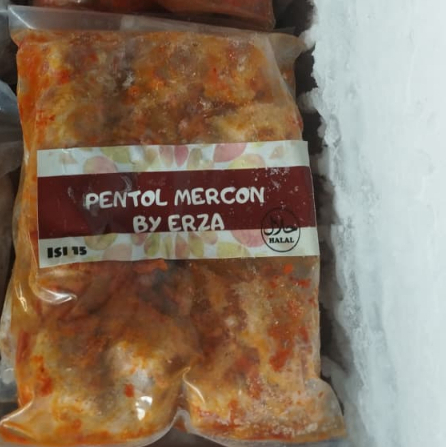 PENTOL MERCON
BY ERZA
حلال
HALAL
ISI 15